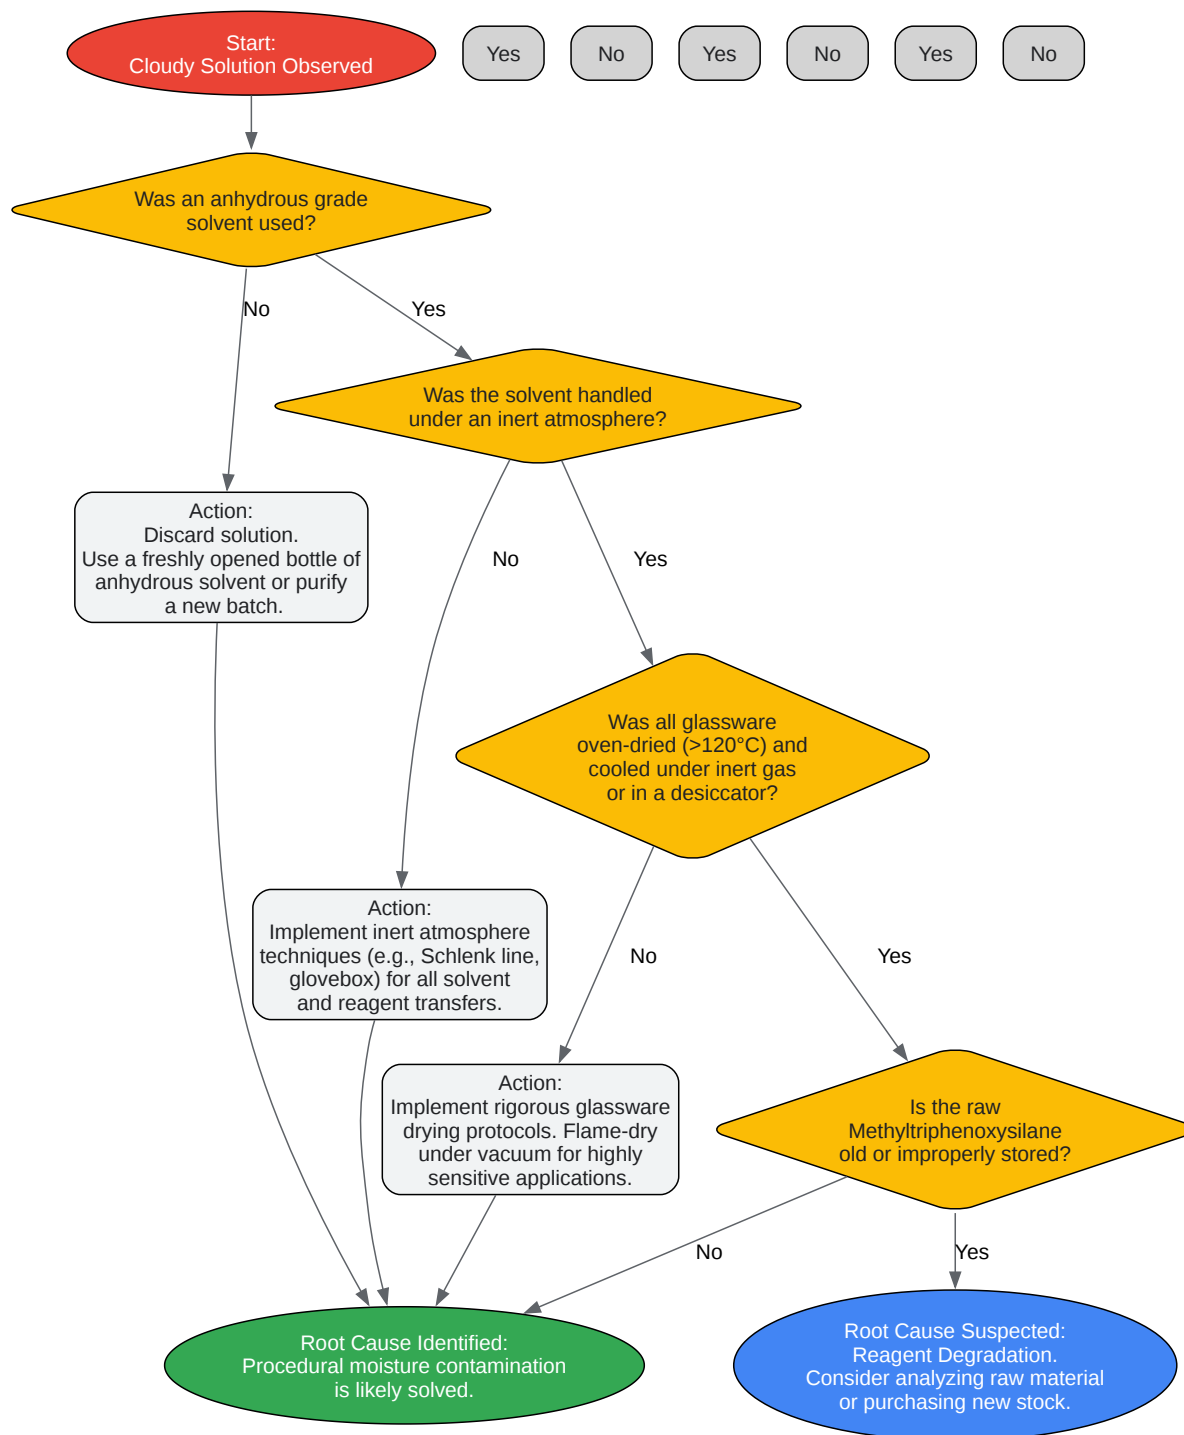 Start:
Cloudy Solution Observed
Yes
No
Yes
No
Yes
No
Was an anhydrous grade
solvent used?
No
Yes
Was the solvent handled
under an inert atmosphere?
Action:
Discard solution.
Use a freshly opened bottle of
anhydrous solvent or purify
a new batch.
No
Yes
Was all glassware
oven-dried (>120°C) and
cooled under inert gas
or in a desiccator?
Action:
Implement inert atmosphere
techniques (e.g., Schlenk line,
glovebox) for all solvent
and reagent transfers.
No
Yes
Action:
Implement rigorous glassware
drying protocols. Flame-dry
under vacuum for highly
sensitive applications.
Is the raw
Methyltriphenoxysilane
old or improperly stored?
No
Yes
Root Cause Identified:
Procedural moisture contamination
is likely solved.
Root Cause Suspected:
Reagent Degradation.
Consider analyzing raw material
or purchasing new stock.